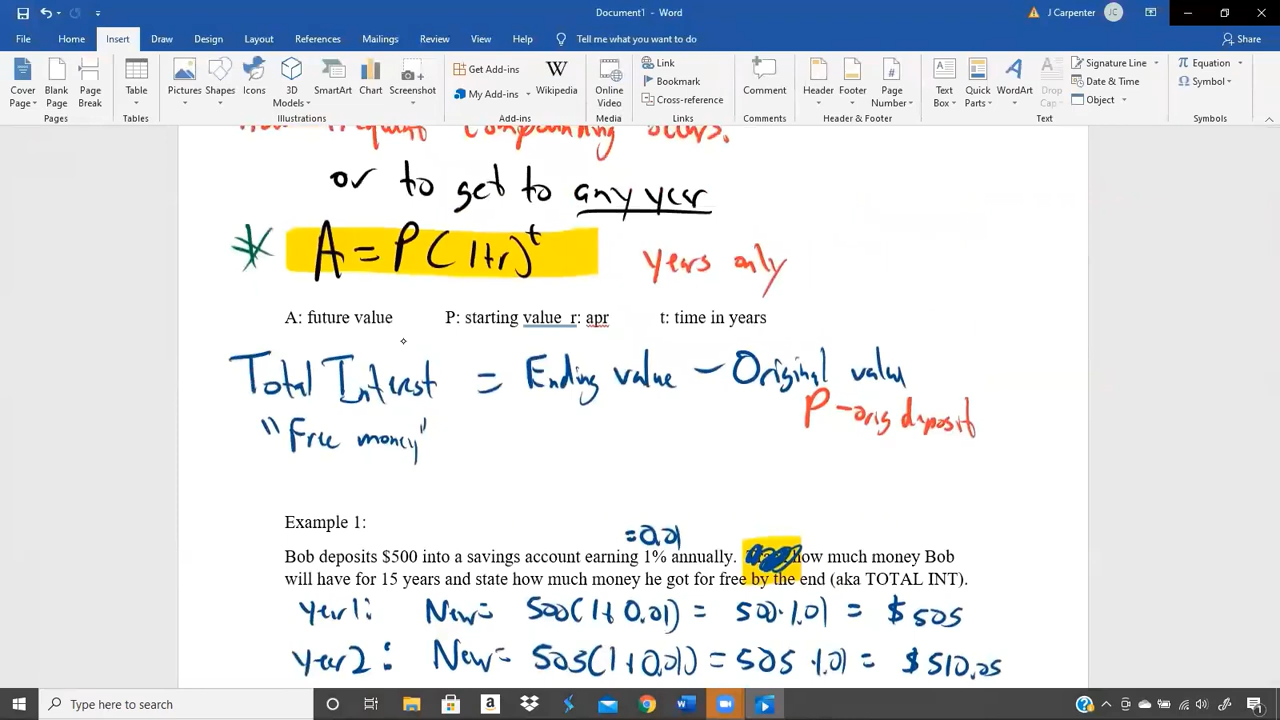 Document1 - Word
J Carpenter JC
File Home Insert Draw Design Layout References Mailings Review View Help Tell me what you want to do Share
Cover Page Blank Page Page Break
Pages
Table
Tables
Pictures Shapes Icons 3D Models SmartArt Chart Screenshot
Illustrations
Get Add-ins
My Add-ins
Wikipedia
Add-ins
Online Video
Media
Link
Bookmark
Cross-reference
Links
Comment
Comments
Header Footer Page Number
Header & Footer
Text Box Quick Parts WordArt Drop Cap
Signature Line
Date & Time
Object
Text
Equation
Symbol
Symbols
frequent compounding occurs.
or to get to any year
A = P(1+r)^t years only
A: future value P: starting value r: apr t: time in years
Total Interest = Ending value - Original value
P - orig deposit
"Free money"
Example 1:
=0.01
Bob deposits $500 into a savings account earning 1% annually. how much money Bob
will have for 15 years and state how much money he got for free by the end (aka TOTAL INT).
year1: New= 500(1+0.01) = 500·1.01 = $505
year2: New= 505(1+0.01) = 505·1.01 = $510.05
Type here to search